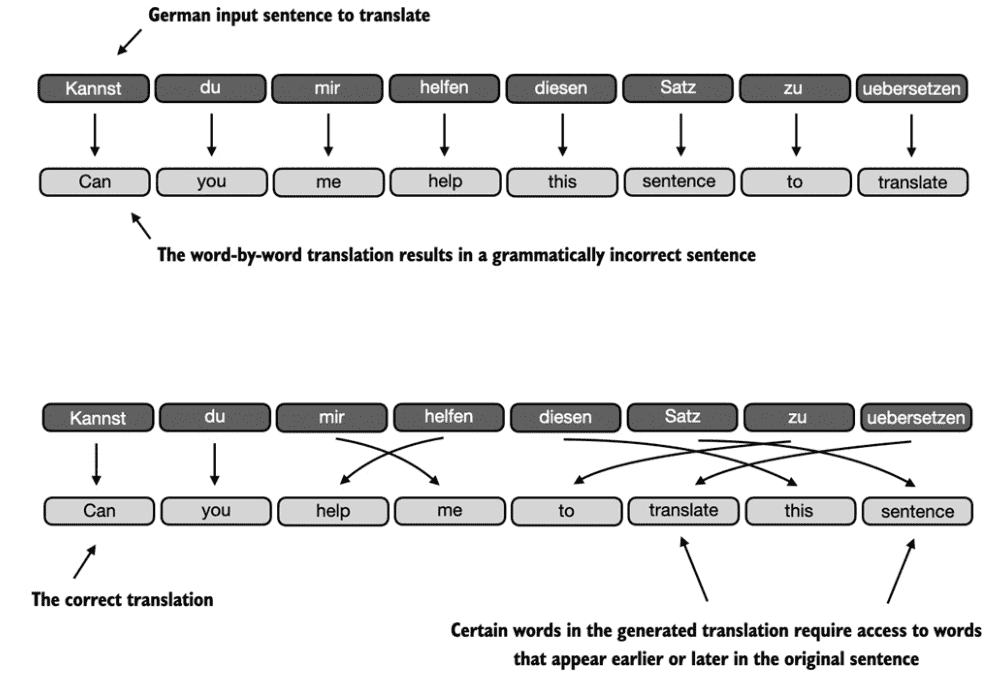 German input sentence to translate
Kannst du mir helfen diesen Satz zu uebersetzen
Can you me help this sentence to translate
The word-by-word translation results in a grammatically incorrect sentence
Kannst du mir helfen diesen Satz zu uebersetzen
Can you help me to translate this sentence
The correct translation
Certain words in the generated translation require access to words
that appear earlier or later in the original sentence